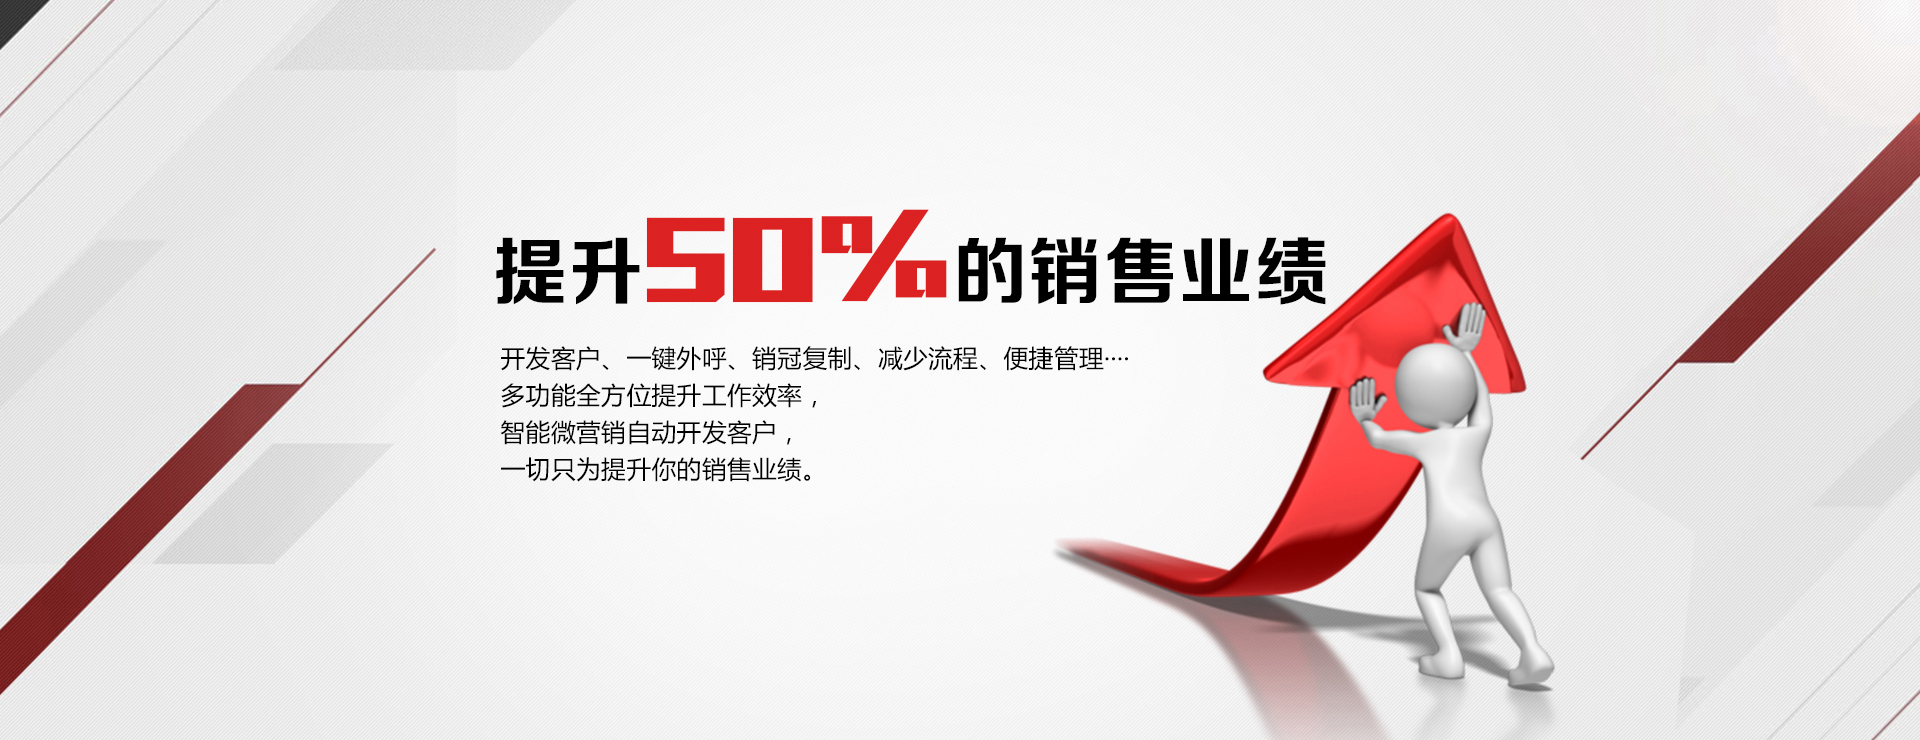 提升50%的销售业绩
开发客户、一键外呼、销冠复制、减少流程、便捷管理····
多功能全方位提升工作效率，
智能微营销自动开发客户，
一切只为提升你的销售业绩。